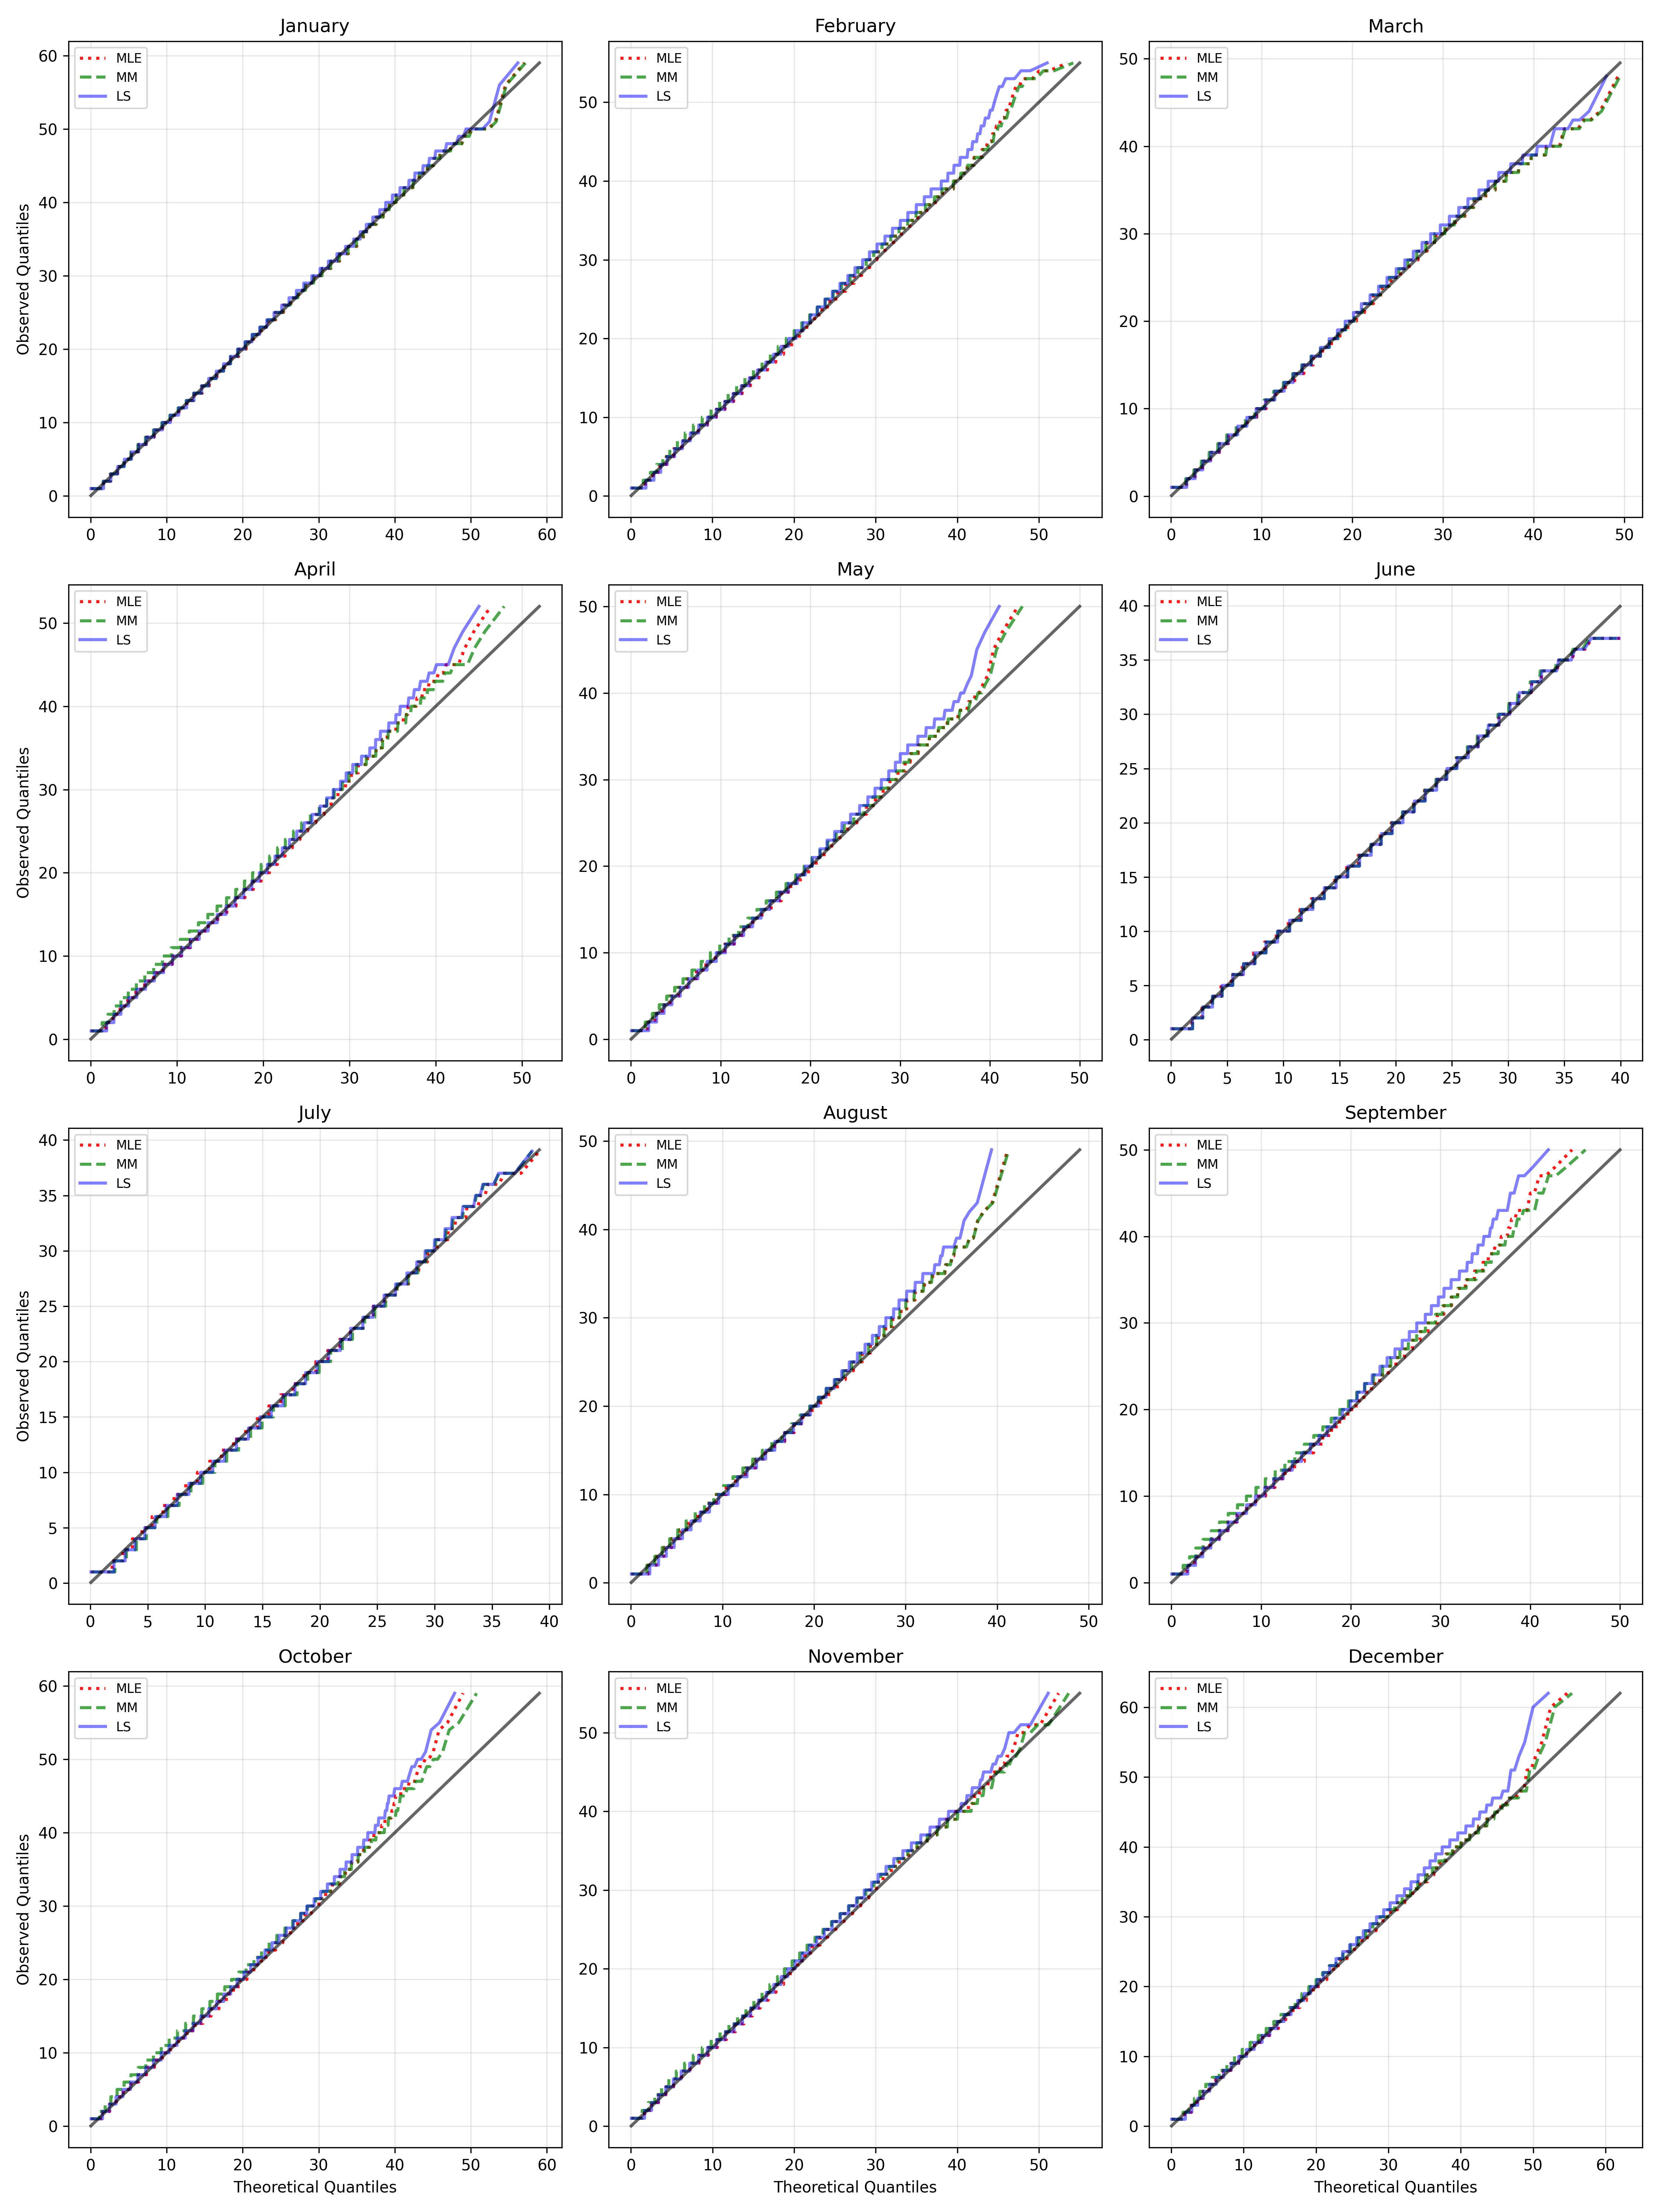 January
February
March
MLE
MM
LS
MLE
MM
LS
MLE
MM
LS
Observed Quantiles
60
50
40
30
20
10
0
50
40
30
20
10
0
50
40
30
20
10
0
0 10 20 30 40 50 60
0 10 20 30 40 50
0 10 20 30 40 50
April
May
June
MLE
MM
LS
MLE
MM
LS
MLE
MM
LS
Observed Quantiles
50
40
30
20
10
0
50
40
30
20
10
0
40
35
30
25
20
15
10
5
0
0 10 20 30 40 50
0 10 20 30 40 50
0 5 10 15 20 25 30 35 40
July
August
September
MLE
MM
LS
MLE
MM
LS
MLE
MM
LS
Observed Quantiles
40
35
30
25
20
15
10
5
0
50
40
30
20
10
0
50
40
30
20
10
0
0 5 10 15 20 25 30 35 40
0 10 20 30 40 50
0 10 20 30 40 50
October
November
December
MLE
MM
LS
MLE
MM
LS
MLE
MM
LS
Observed Quantiles
60
50
40
30
20
10
0
50
40
30
20
10
0
60
50
40
30
20
10
0
0 10 20 30 40 50 60
0 10 20 30 40 50
0 10 20 30 40 50 60
Theoretical Quantiles
Theoretical Quantiles
Theoretical Quantiles